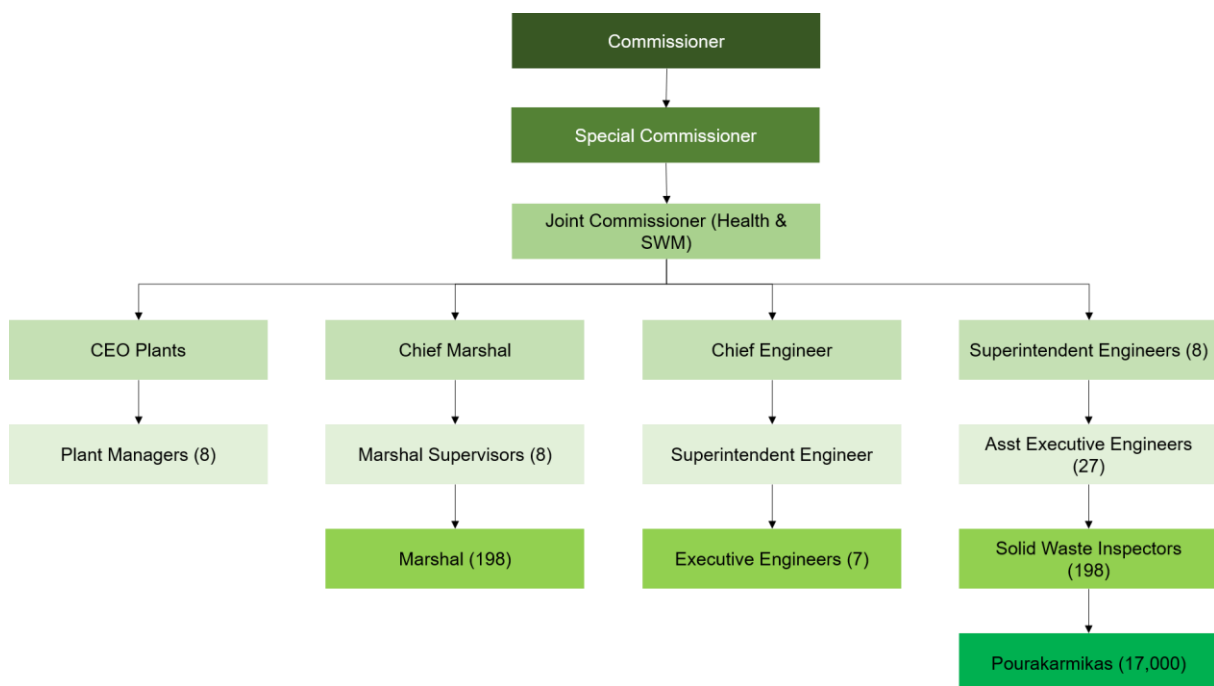 Commissioner
Special Commissioner
Joint Commissioner (Health &
SWM)
CEO Plants
Chief Marshal
Chief Engineer
Superintendent Engineers (8)
Plant Managers (8)
Marshal Supervisors (8)
Superintendent Engineer
Asst Executive Engineers
(27)
Marshal (198)
Executive Engineers (7)
Solid Waste Inspectors
(198)
Pourakarmikas (17,000)